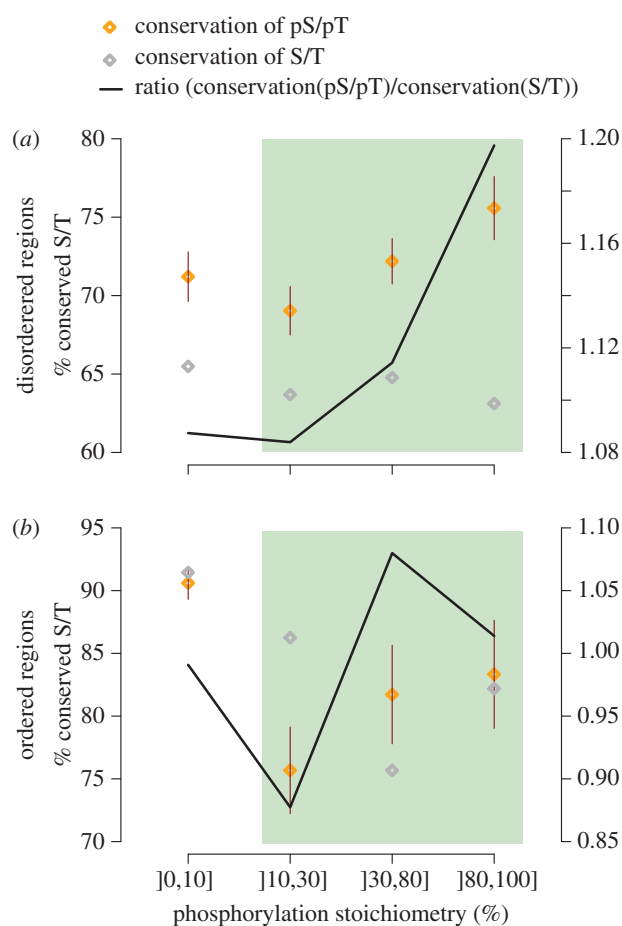 conservation of pS/pT
conservation of S/T
ratio (conservation(pS/pT)/conservation(S/T))
(a)
80
75
70
65
60
1.20
1.16
1.12
1.08
disorderered regions
% conserved S/T
(b)
95
90
85
80
75
70
1.10
1.05
1.00
0.95
0.90
0.85
ordered regions
% conserved S/T
]0,10]
]10,30]
]30,80]
]80,100]
phosphorylation stoichiometry (%)